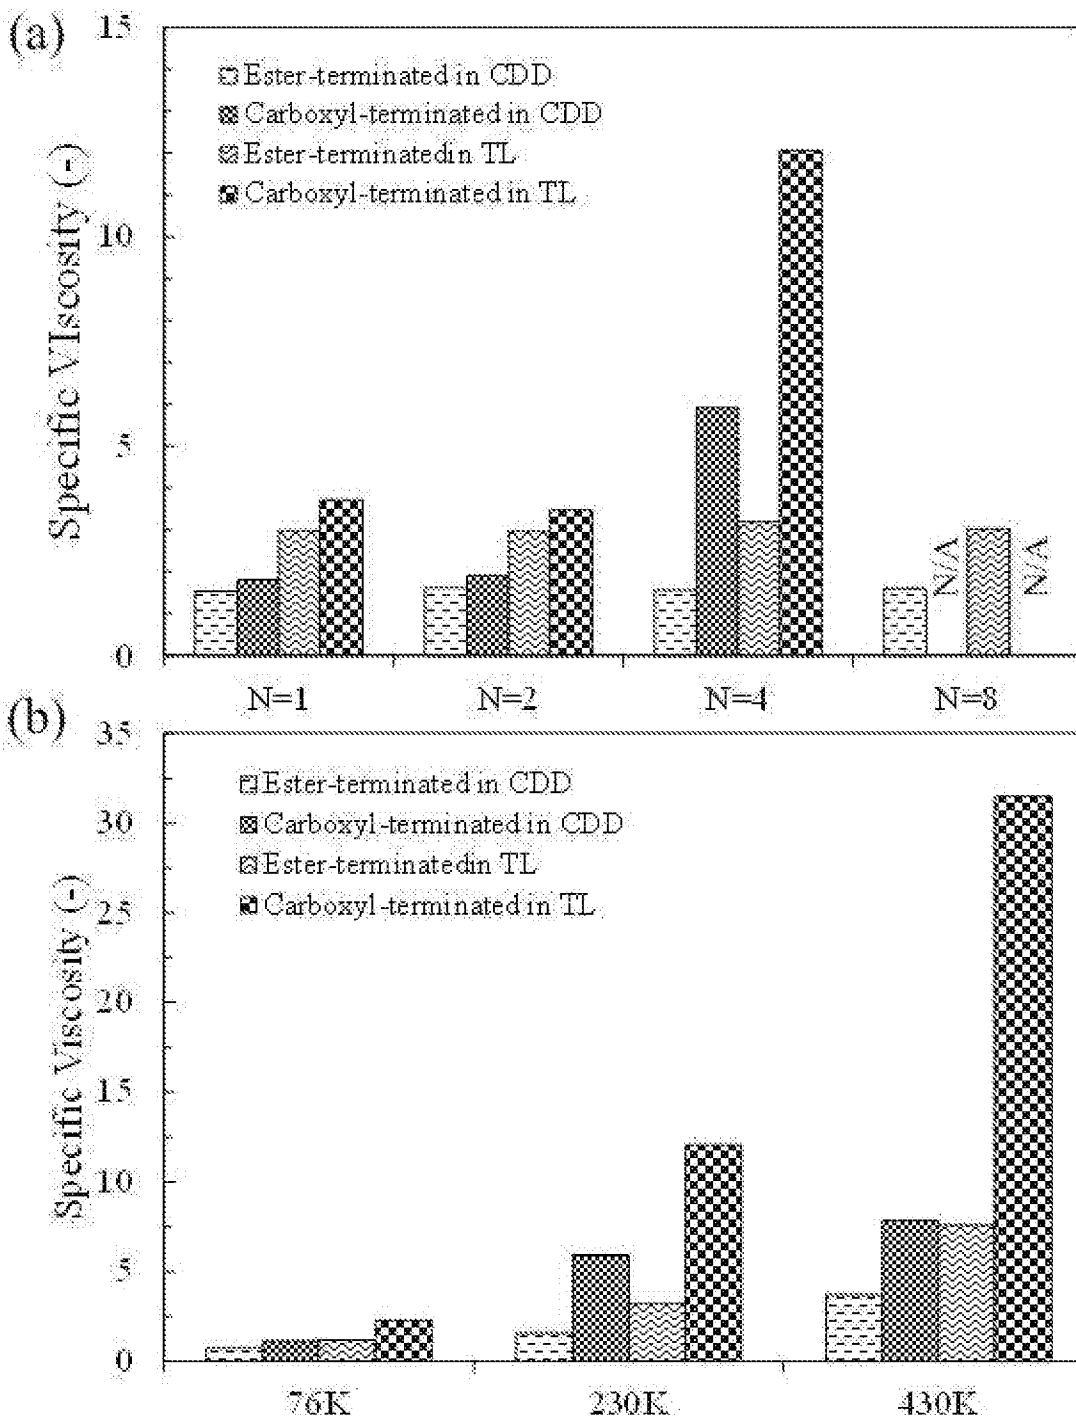 (a)
15
Ester-terminated in CDD
Carboxyl-terminated in CDD
Ester-terminatedin TL
Carboxyl-terminated in TL
Specific VIscosity (-)
10
5
0
N/A
N/A
N=1 N=2 N=4 N=8
(b)
35
Ester-terminated in CDD
Carboxyl-terminated in CDD
Ester-terminatedin TL
Carboxyl-terminated in TL
Specific Viscosity (-)
30
25
20
15
10
5
0
76K 230K 430K